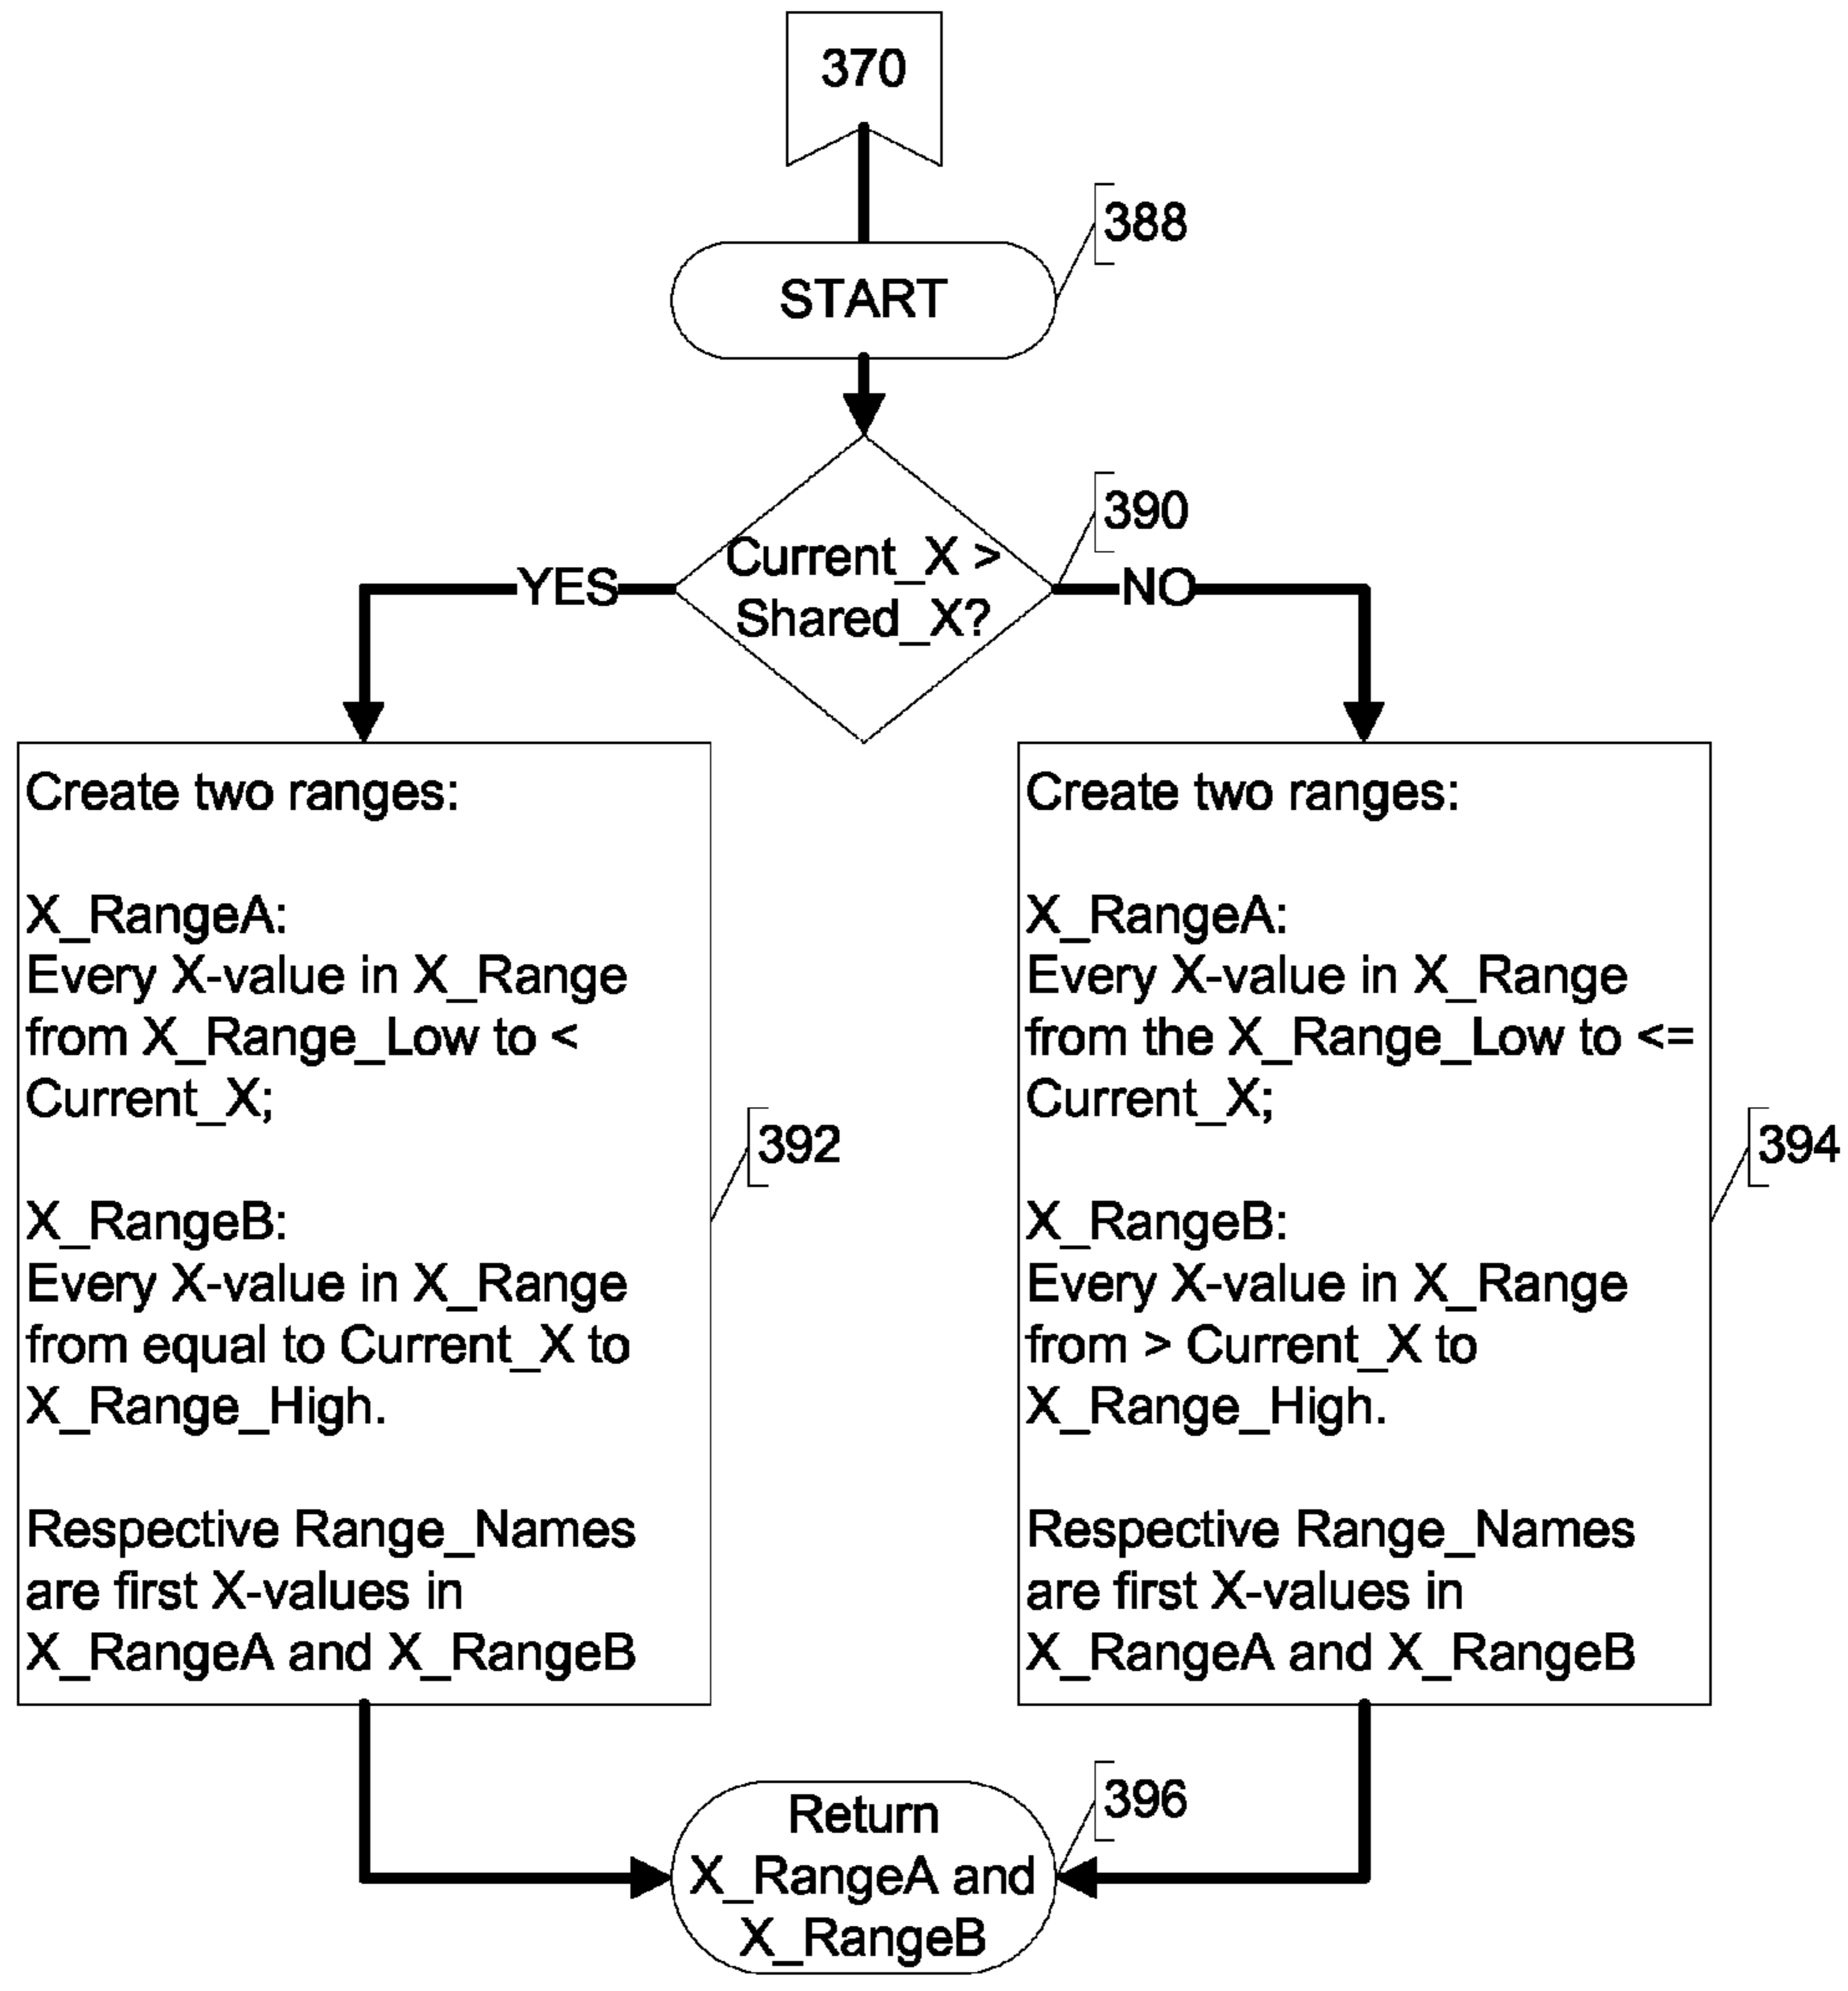 370
388
START
390
Current_X >
Shared_X?
YES
NO
Create two ranges:
X_RangeA:
Every X-value in X_Range
from X_Range_Low to <
Current_X;
X_RangeB:
Every X-value in X_Range
from equal to Current_X to
X_Range_High.
Respective Range_Names
are first X-values in
X_RangeA and X_RangeB
392
Create two ranges:
X_RangeA:
Every X-value in X_Range
from the X_Range_Low to <=
Current_X;
X_RangeB:
Every X-value in X_Range
from > Current_X to
X_Range_High.
Respective Range_Names
are first X-values in
X_RangeA and X_RangeB
394
396
Return
X_RangeA and
X_RangeB